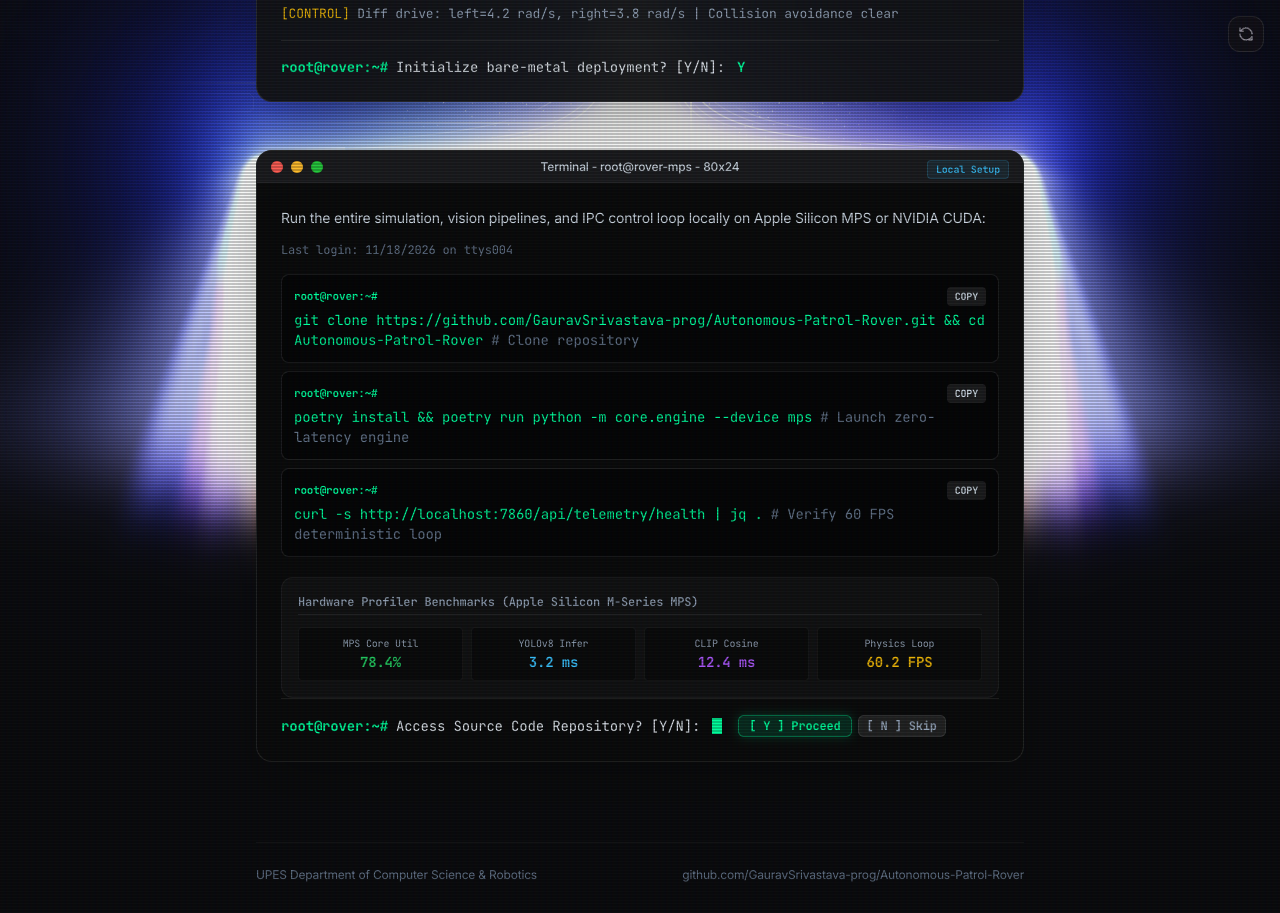 [CONTROL] Diff drive: left=4.2 rad/s, right=3.8 rad/s | Collision avoidance clear
root@rover:~# Initialize bare-metal deployment? [Y/N]: Y
Terminal - root@rover-mps - 80x24
Local Setup
Run the entire simulation, vision pipelines, and IPC control loop locally on Apple Silicon MPS or NVIDIA CUDA:
Last login: 11/18/2026 on ttys004
root@rover:~#
COPY
git clone https://github.com/GauravSrivastava-prog/Autonomous-Patrol-Rover.git && cd
Autonomous-Patrol-Rover # Clone repository
root@rover:~#
COPY
poetry install && poetry run python -m core.engine --device mps # Launch zero-
latency engine
root@rover:~#
COPY
curl -s http://localhost:7860/api/telemetry/health | jq . # Verify 60 FPS
deterministic loop
Hardware Profiler Benchmarks (Apple Silicon M-Series MPS)
MPS Core Util
78.4%
YOLOv8 Infer
3.2 ms
CLIP Cosine
12.4 ms
Physics Loop
60.2 FPS
root@rover:~# Access Source Code Repository? [Y/N]:
[ Y ] Proceed
[ N ] Skip
UPES Department of Computer Science & Robotics
github.com/GauravSrivastava-prog/Autonomous-Patrol-Rover